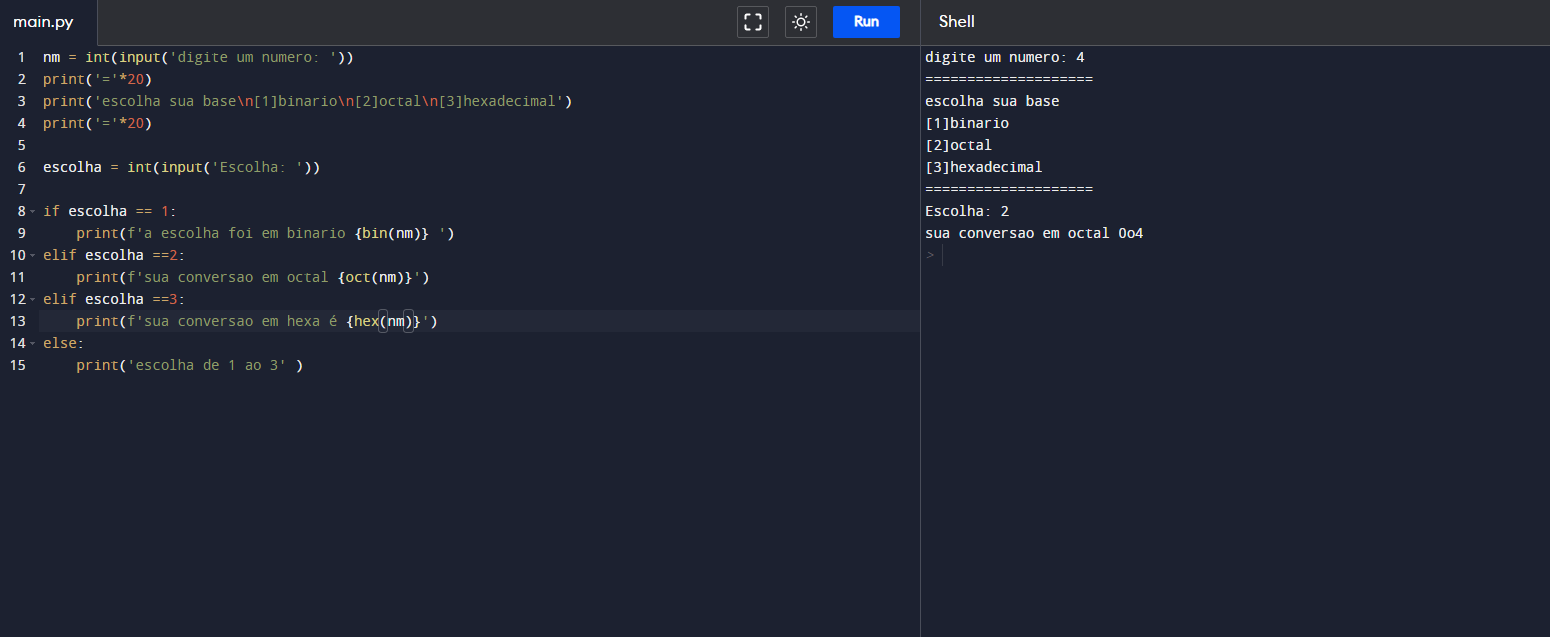 main.py
Run
1 nm = int(input('digite um numero: '))
2 print('='*20)
3 print('escolha sua base\n[1]binario\n[2]octal\n[3]hexadecimal')
4 print('='*20)
5
6 escolha = int(input('Escolha: '))
7
8 if escolha == 1:
9     print(f'a escolha foi em binario {bin(nm)} ')
10 elif escolha ==2:
11     print(f'sua conversao em octal {oct(nm)}')
12 elif escolha ==3:
13     print(f'sua conversao em hexa é {hex(nm)}')
14 else:
15     print('escolha de 1 ao 3' )
Shell
digite um numero: 4
====================
escolha sua base
[1]binario
[2]octal
[3]hexadecimal
====================
Escolha: 2
sua conversao em octal 0o4
>